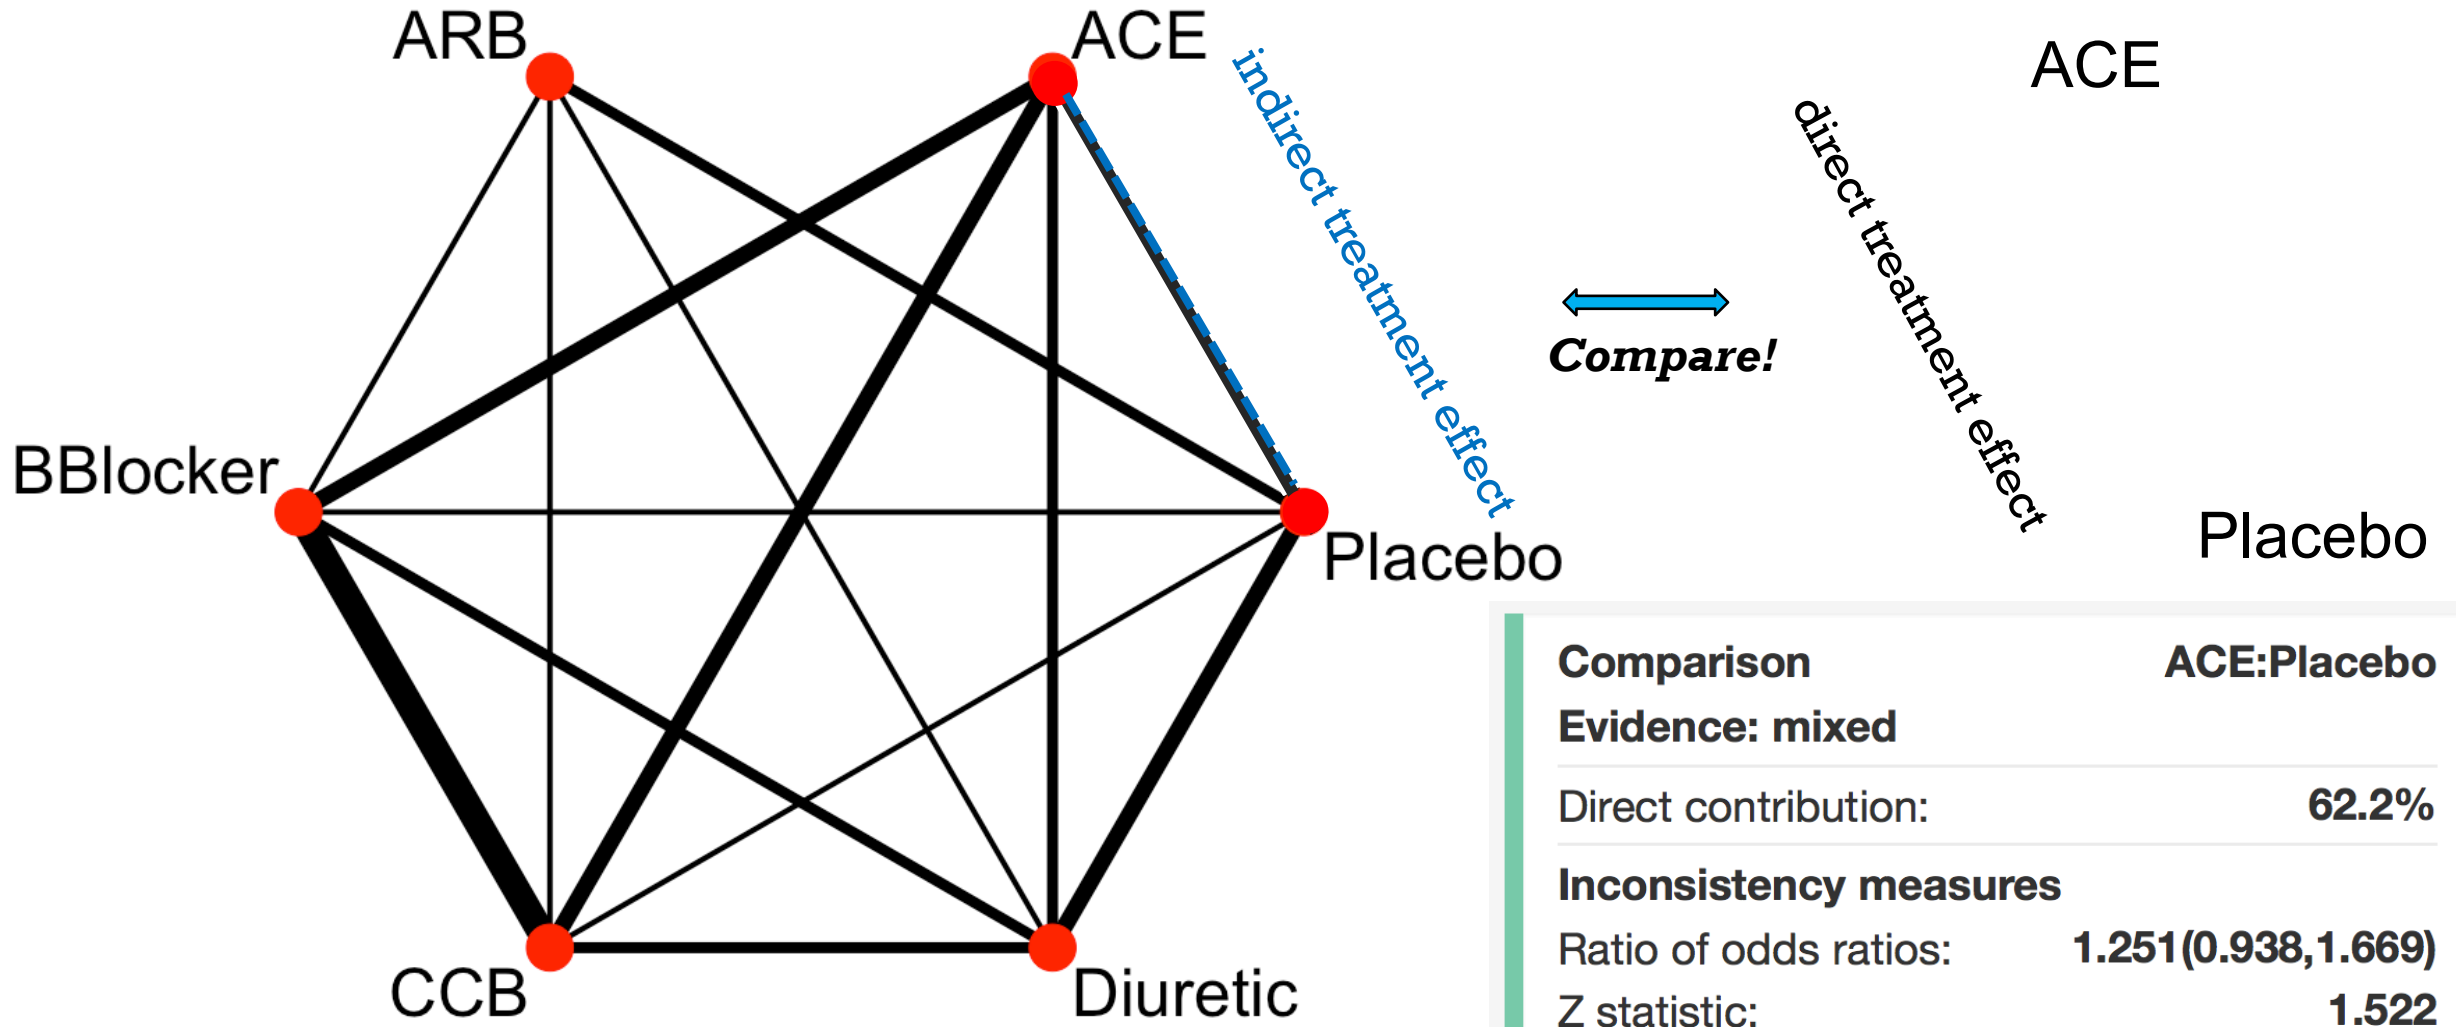 ARB
ACE
indirect treatment effect
ACE
direct treatment effect
Compare!
BBlocker
Placebo
Placebo
Comparison ACE:Placebo
Evidence: mixed
Direct contribution: 62.2%
Inconsistency measures
Ratio of odds ratios: 1.251(0.938,1.669)
Z statistic: 1.522
CCB
Diuretic